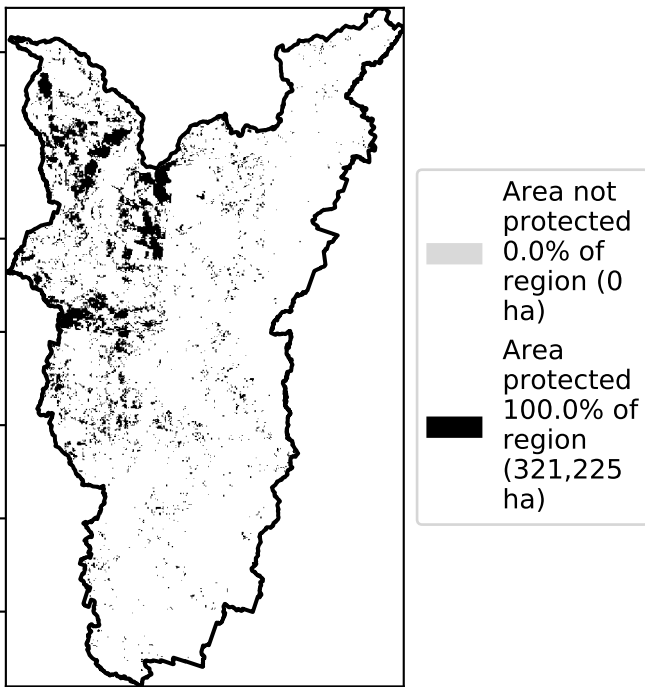 Area not
protected
0.0% of
region (0
ha)
Area
protected
100.0% of
region
(321,225
ha)